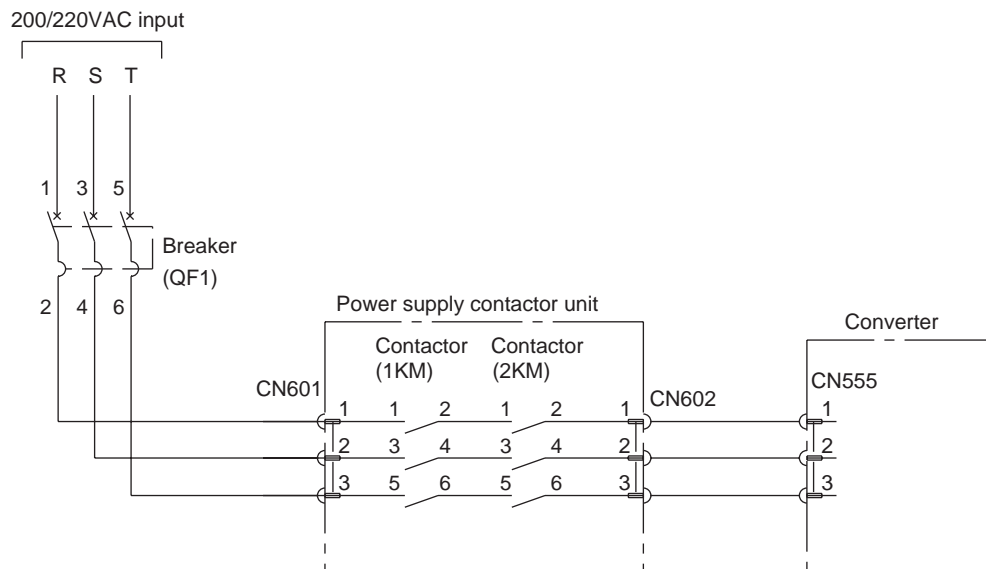 200/220VAC input
R S T
1 3 5
Breaker
(QF1)
2 4 6
Power supply contactor unit
Converter
Contactor
(1KM)
Contactor
(2KM)
CN601
CN602
CN555
1 1 2 1 2 1 1
2 3 4 3 4 2 2
3 5 6 5 6 3 3